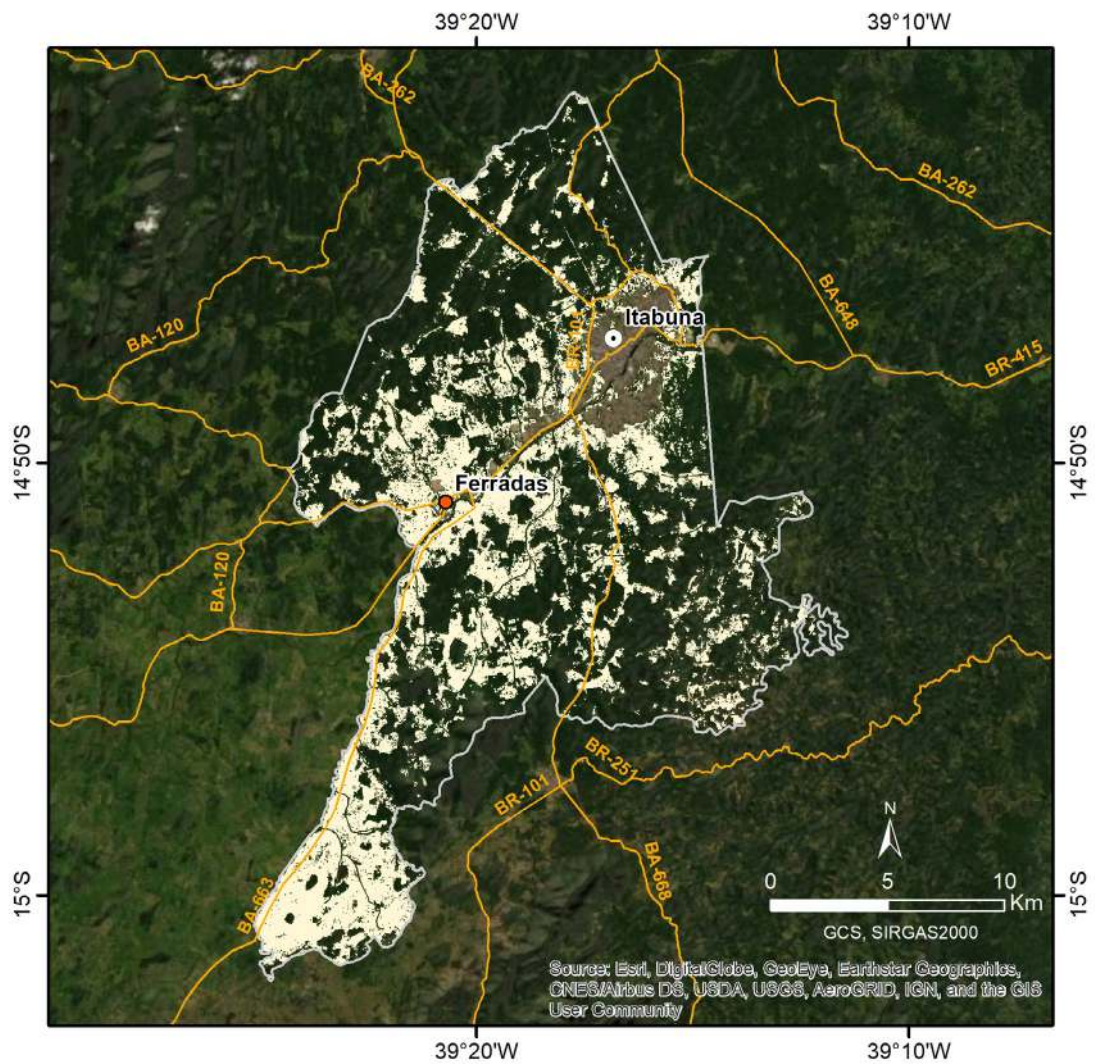 39°20'W
39°10'W
BA-262
BA-262
BA-120
BA-648
Itabuna
BR-101
BR-415
14°50'S
14°50'S
Ferradas
BA-120
BR-251
BR-101
N
BA-668
BA-663
15°S
15°S
0 5 10
Km
GCS, SIRGAS2000
Source: Esri, DigitalGlobe, GeoEye, Earthstar Geographics,
CNES/Airbus DS, USDA, USGS, AeroGRID, IGN, and the GIS
User Community
39°20'W
39°10'W